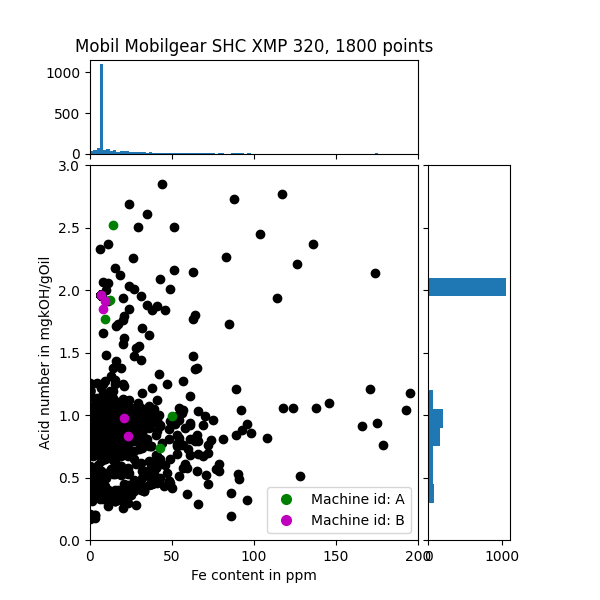 Mobil Mobilgear SHC XMP 320, 1800 points
1000
500
0
3.0
2.5
2.0
1.5
1.0
0.5
0.0
Acid number in mgkOH/gOil
Machine id: A
Machine id: B
0 50 100 150 200 0 1000
Fe content in ppm